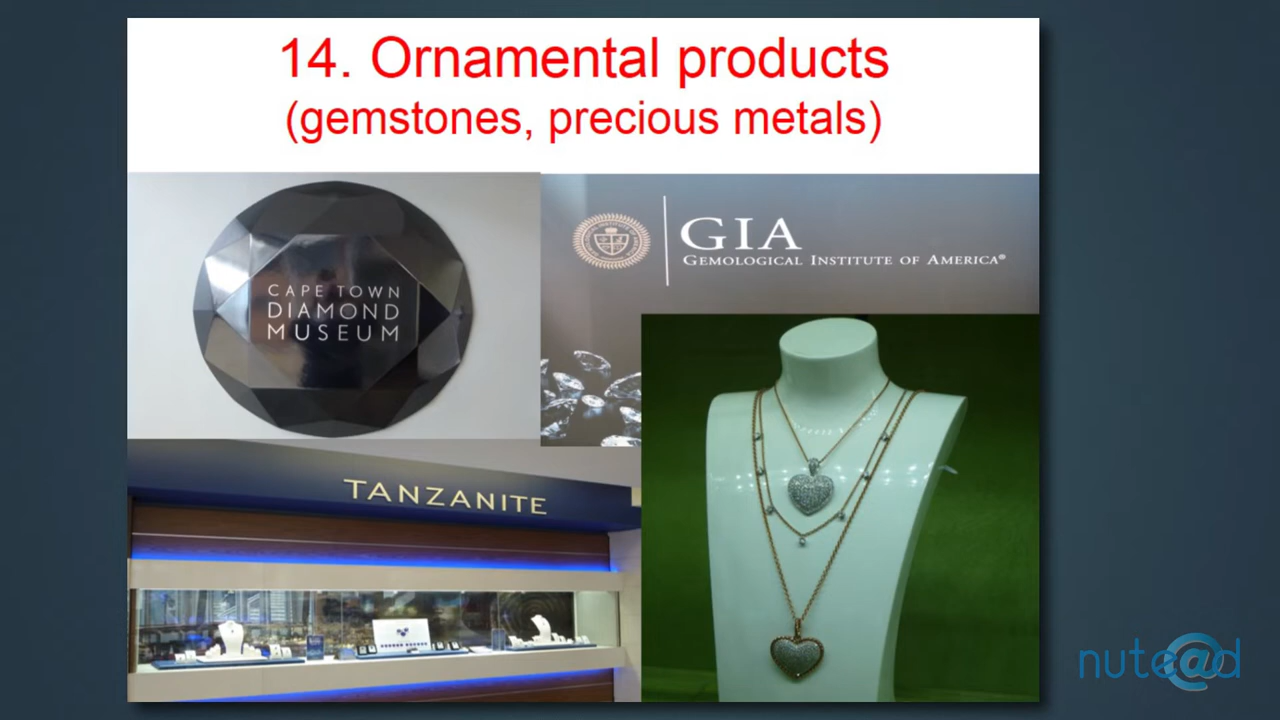 14. Ornamental products
(gemstones, precious metals)
CAPE TOWN
DIAMOND
MUSEUM
GIA
GEMOLOGICAL INSTITUTE OF AMERICA®
TANZANITE
nute@d